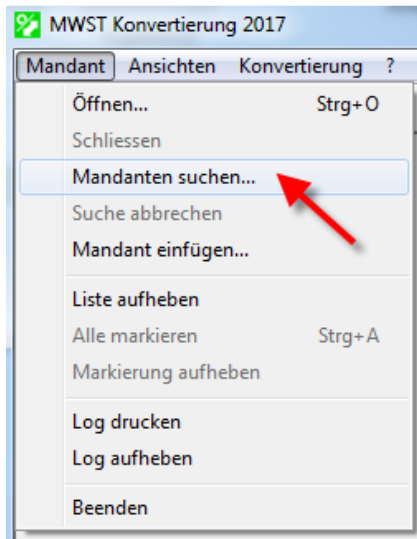 MWST Konvertierung 2017
Mandant Ansichten Konvertierung ?
Öffnen... Strg+O
Schliessen
Mandanten suchen...
Suche abbrechen
Mandant einfügen...
Liste aufheben
Alle markieren Strg+A
Markierung aufheben
Log drucken
Log aufheben
Beenden